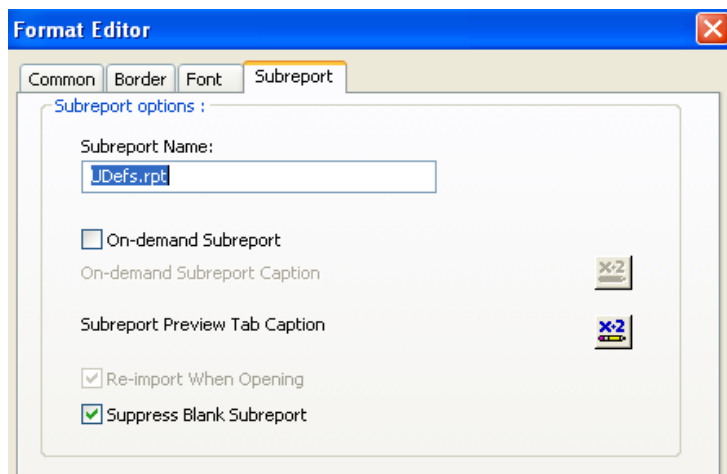 Format Editor
Common Border Font Subreport
Subreport options :
Subreport Name:
UDefs.rpt
On-demand Subreport
On-demand Subreport Caption
X+2
Subreport Preview Tab Caption
X+2
Re-import When Opening
Suppress Blank Subreport